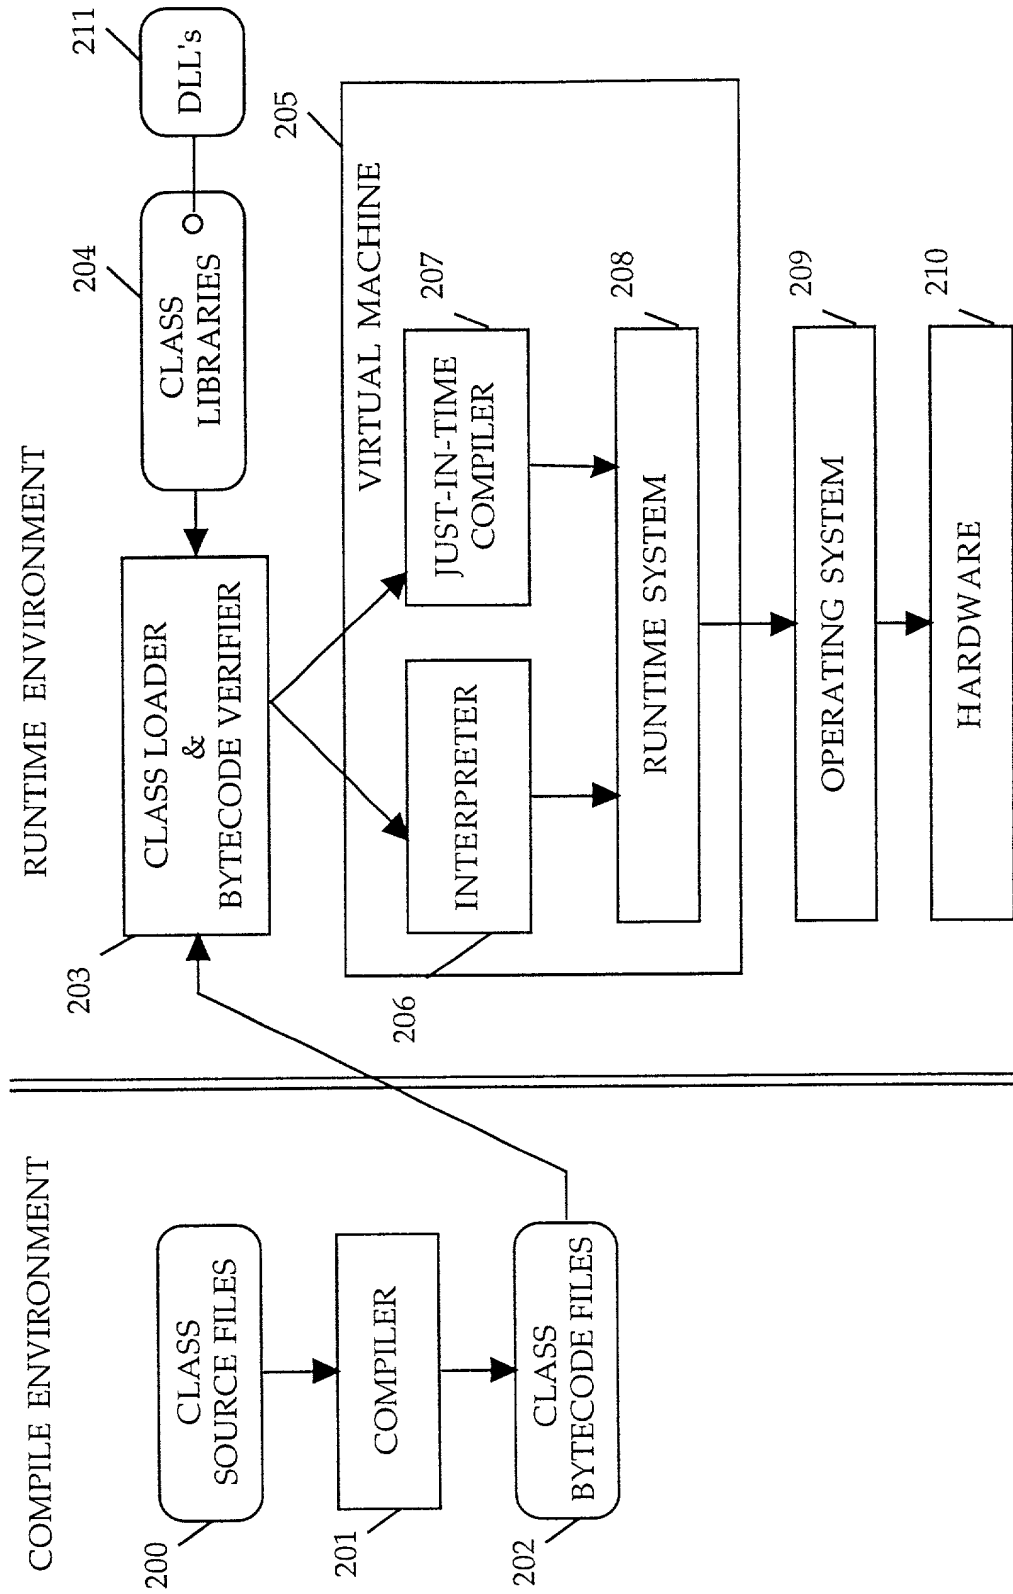 COMPILE ENVIRONMENT
200
CLASS
SOURCE FILES
201
COMPILER
202
CLASS
BYTECODE FILES
RUNTIME ENVIRONMENT
203
CLASS LOADER
&
BYTECODE VERIFIER
204
CLASS
LIBRARIES
211
DLL's
205
VIRTUAL MACHINE
206
INTERPRETER
207
JUST-IN-TIME
COMPILER
208
RUNTIME SYSTEM
209
OPERATING SYSTEM
210
HARDWARE